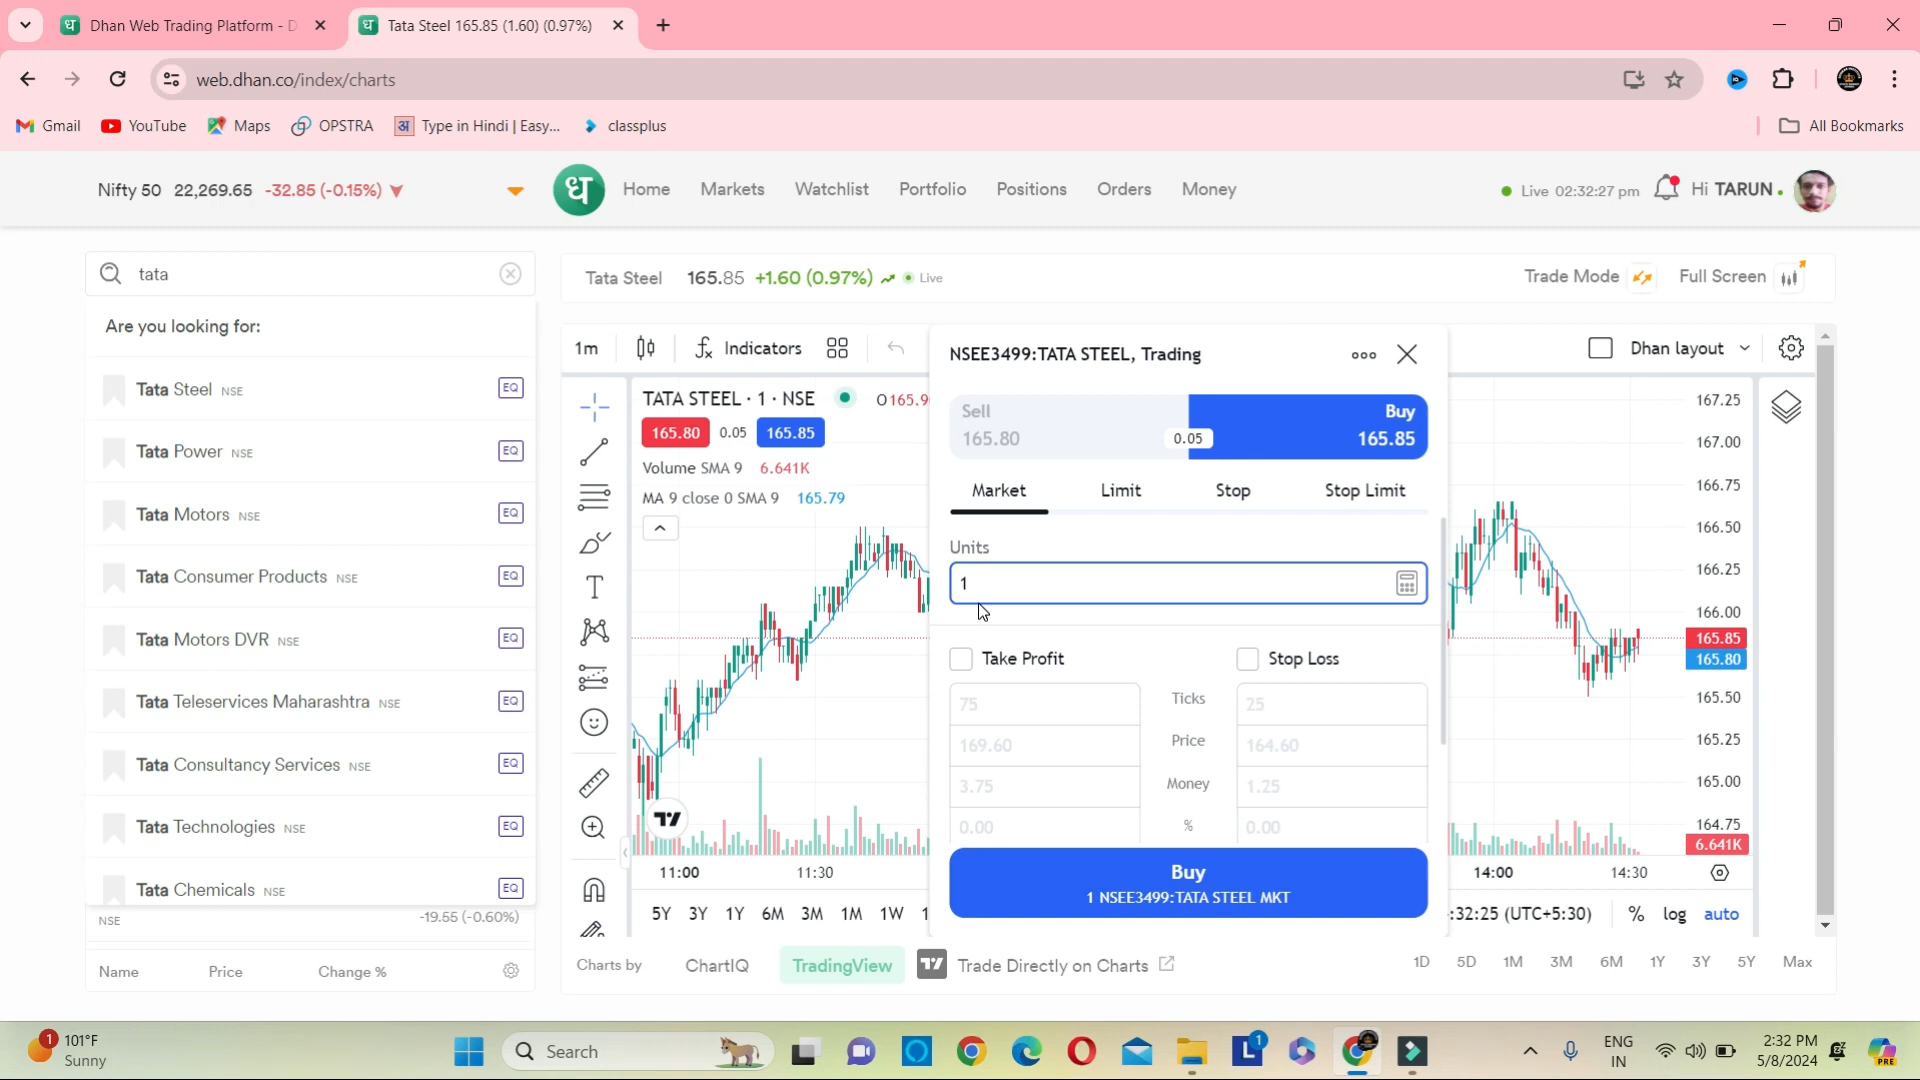 Dhan Web Trading Platform - D
Tata Steel 165.85 (1.60) (0.97%)
web.dhan.co/index/charts
Gmail
YouTube
Maps
OPSTRA
अ
Type in Hindi | Easy...
classplus
All Bookmarks
Nifty 50 22,269.65 -32.85 (-0.15%)
ध
Home
Markets
Watchlist
Portfolio
Positions
Orders
Money
Live 02:32:27 pm
Hi TARUN
tata
Are you looking for:
Tata Steel NSE EQ
Tata Power NSE EQ
Tata Motors NSE EQ
Tata Consumer Products NSE EQ
Tata Motors DVR NSE EQ
Tata Teleservices Maharashtra NSE EQ
Tata Consultancy Services NSE EQ
Tata Technologies NSE EQ
Tata Chemicals NSE EQ
NSE -19.55 (-0.60%)
Name Price Change %
Tata Steel 165.85 +1.60 (0.97%) Live
Trade Mode
Full Screen
1m
Indicators
Dhan layout
TATA STEEL · 1 · NSE O165.9
165.80 0.05 165.85
Volume SMA 9 6.641K
MA 9 close 0 SMA 9 165.79
NSEE3499:TATA STEEL, Trading
Sell
165.80
0.05
Buy
165.85
Market Limit Stop Stop Limit
Units
1
Take Profit
Stop Loss
75 Ticks 25
169.60 Price 164.60
3.75 Money 1.25
0.00 % 0.00
Buy
1 NSEE3499:TATA STEEL MKT
167.25
167.00
166.75
166.50
166.25
166.00
165.85
165.80
165.50
165.25
165.00
164.75
6.641K
11:00 11:30 14:00 14:30
5Y 3Y 1Y 6M 3M 1M 1W 1
:32:25 (UTC+5:30) % log auto
Charts by ChartIQ TradingView Trade Directly on Charts
1D 5D 1M 3M 6M 1Y 3Y 5Y Max
1
101°F
Sunny
Search
L
1
ENG
IN
2:32 PM
5/8/2024
PRE